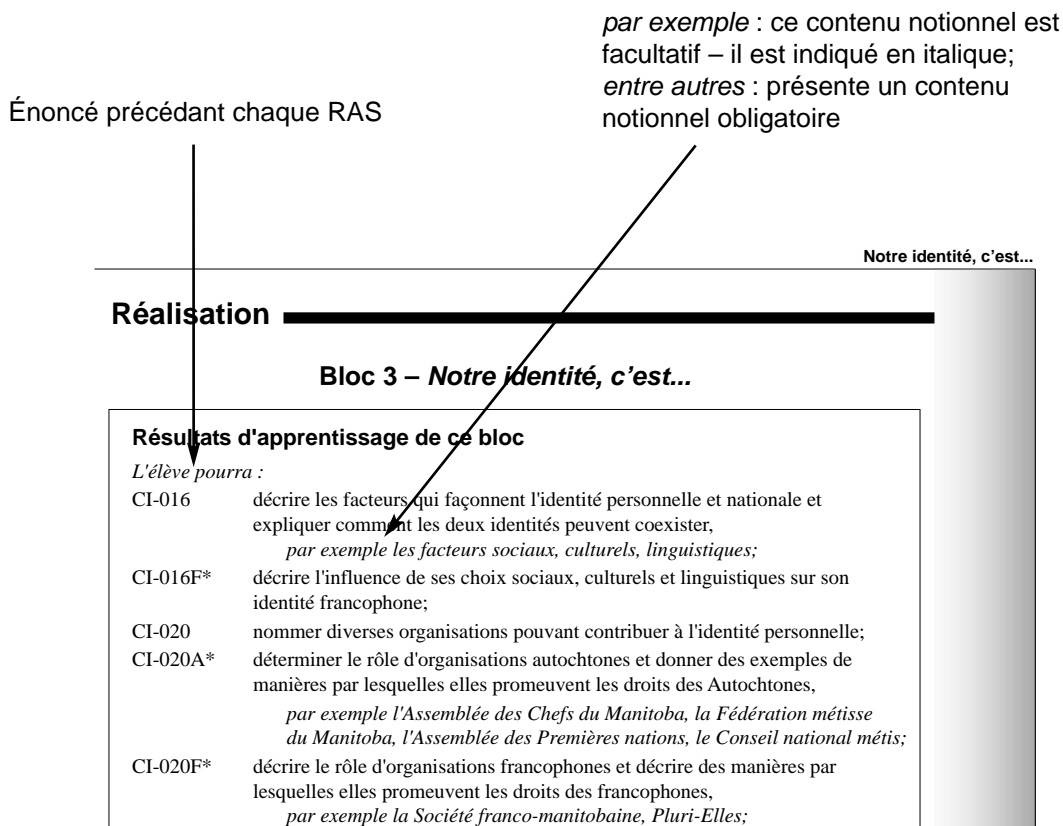 par exemple : ce contenu notionnel est
facultatif – il est indiqué en italique;
entre autres : présente un contenu
notionnel obligatoire
Énoncé précédant chaque RAS
Notre identité, c'est...
Réalisation
Bloc 3 – Notre identité, c'est...
Résultats d'apprentissage de ce bloc
L'élève pourra :
CI-016 décrire les facteurs qui façonnent l'identité personnelle et nationale et
expliquer comment les deux identités peuvent coexister,
par exemple les facteurs sociaux, culturels, linguistiques;
CI-016F* décrire l'influence de ses choix sociaux, culturels et linguistiques sur son
identité francophone;
CI-020 nommer diverses organisations pouvant contribuer à l'identité personnelle;
CI-020A* déterminer le rôle d'organisations autochtones et donner des exemples de
manières par lesquelles elles promeuvent les droits des Autochtones,
par exemple l'Assemblée des Chefs du Manitoba, la Fédération métisse
du Manitoba, l'Assemblée des Premières nations, le Conseil national métis;
CI-020F* décrire le rôle d'organisations francophones et décrire des manières par
lesquelles elles promeuvent les droits des francophones,
par exemple la Société franco-manitobaine, Pluri-Elles;